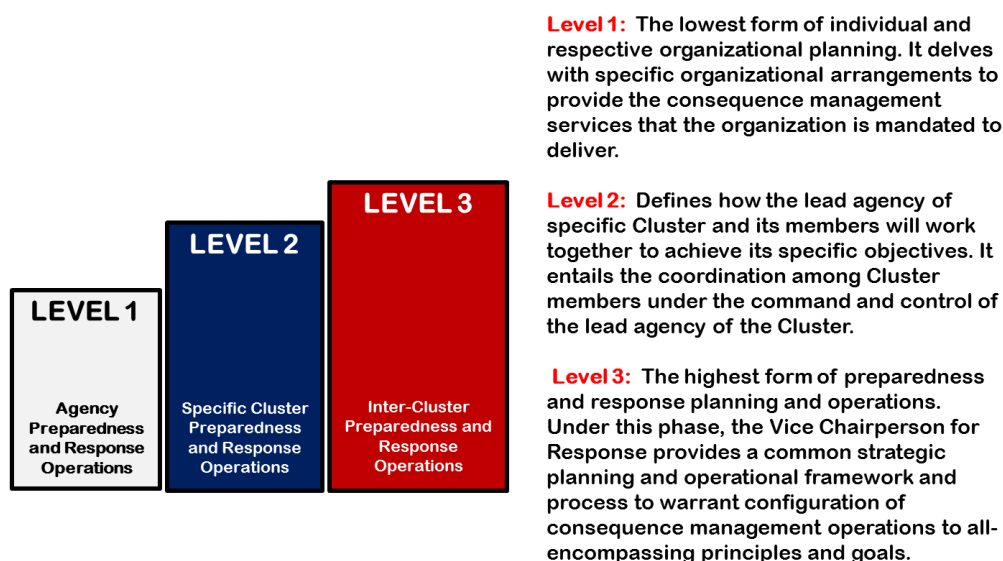 LEVEL 1
Agency
Preparedness
and Response
Operations
LEVEL 2
Specific Cluster
Preparedness
and Response
Operations
LEVEL 3
Inter-Cluster
Preparedness and
Response
Operations
Level 1: The lowest form of individual and
respective organizational planning. It delves
with specific organizational arrangements to
provide the consequence management
services that the organization is mandated to
deliver.
Level 2: Defines how the lead agency of
specific Cluster and its members will work
together to achieve its specific objectives. It
entails the coordination among Cluster
members under the command and control of
the lead agency of the Cluster.
Level 3: The highest form of preparedness
and response planning and operations.
Under this phase, the Vice Chairperson for
Response provides a common strategic
planning and operational framework and
process to warrant configuration of
consequence management operations to all-
encompassing principles and goals.